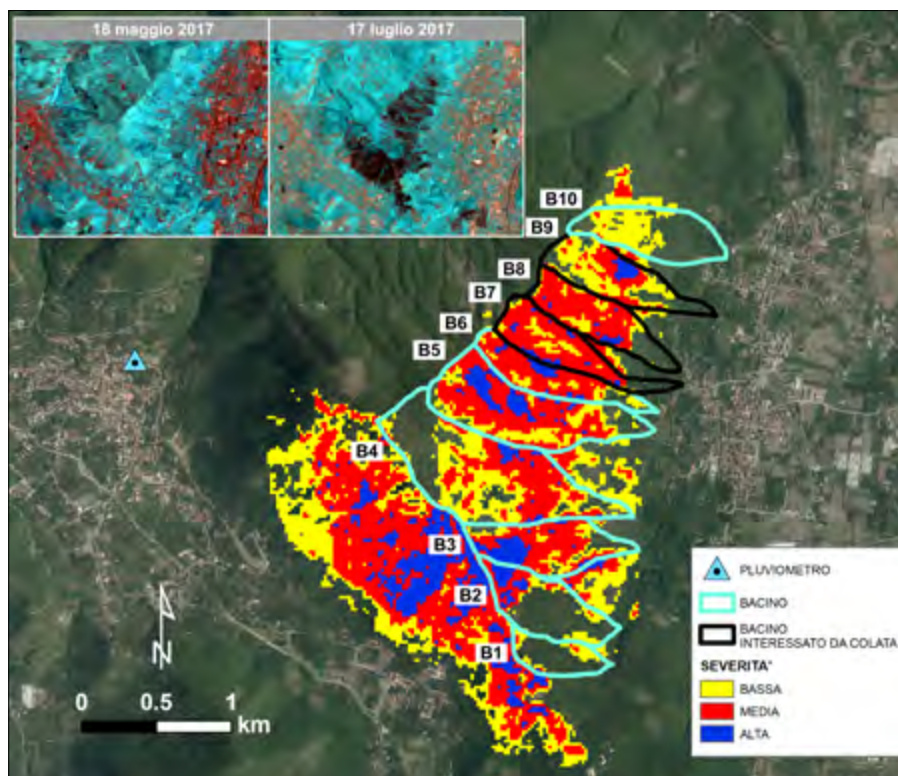 18 maggio 2017
17 luglio 2017
B10
B9
B8
B7
B6
B5
B4
B3
B2
B1
N
0 0.5 1
km
PLUVIOMETRO
BACINO
BACINO
INTERESSATO DA COLATA
SEVERITA'
BASSA
MEDIA
ALTA